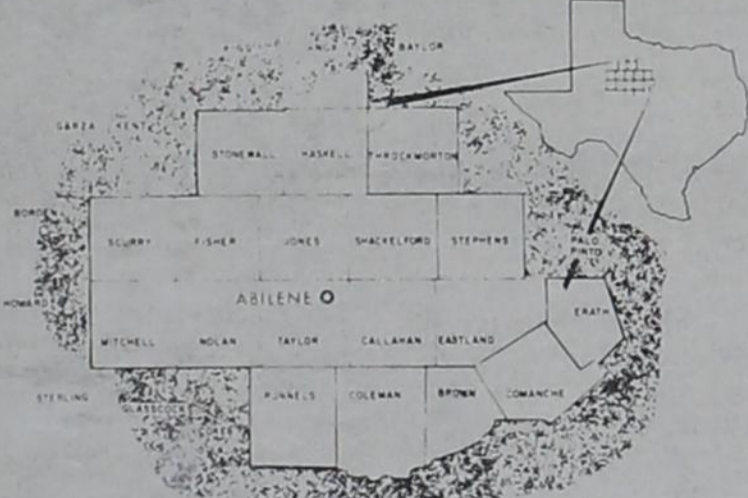 BAYLOR
GARZA KENT
STONEWALL HASKELL THROCKMORTON
SCURRY FISHER JONES SHACKELFORD STEPHENS
PALO
PINTO
HOWARD
ABILENE
ERATH
MITCHELL NOLAN TAYLOR CALLAHAN EASTLAND
STERLING
GLASSCOCK
RUNNELS COLEMAN BROWN COMANCHE